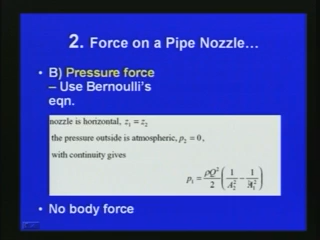 2. Force on a Pipe Nozzle…
• B) Pressure force
– Use Bernoulli's
eqn.
nozzle is horizontal, z₁ = z₂
the pressure outside is atmospheric, p₂ = 0,
with continuity gives
p₁ = ρQ²/2 (1/A₂² − 1/A₁²)
• No body force